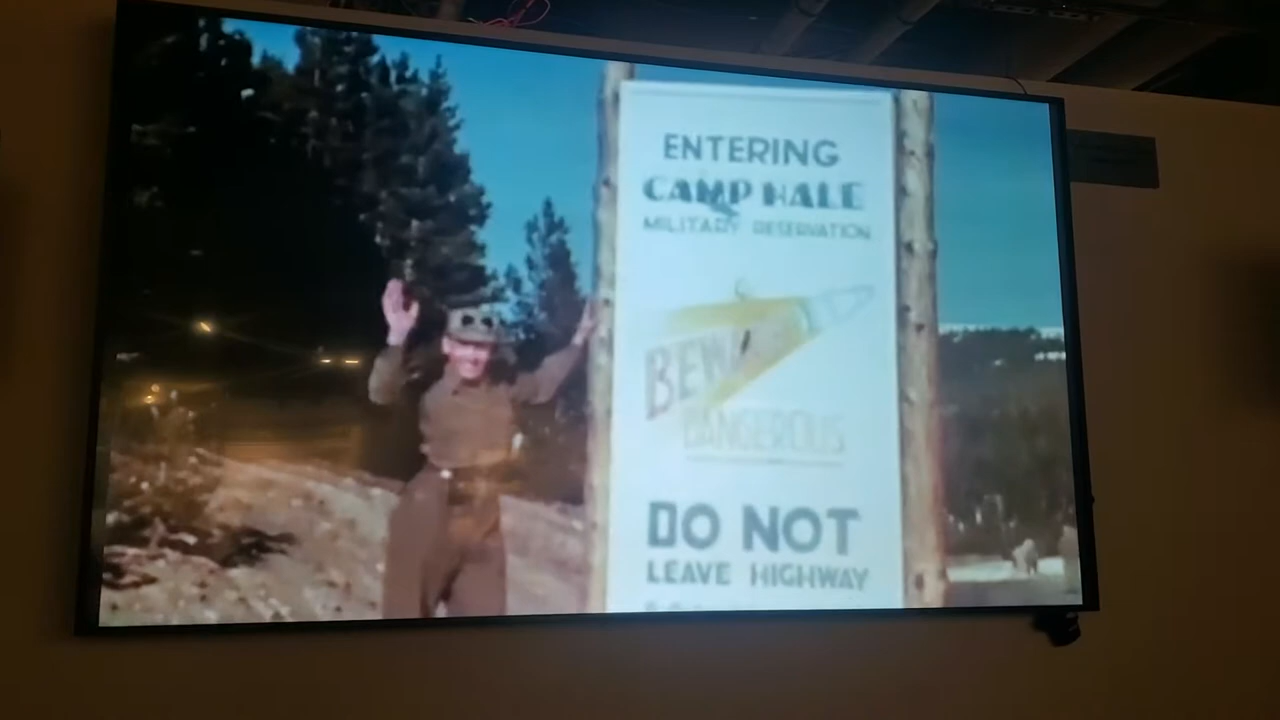 ENTERING
CAMP HALE
MILITARY RESERVATION
DANGEROUS
DO NOT
LEAVE HIGHWAY